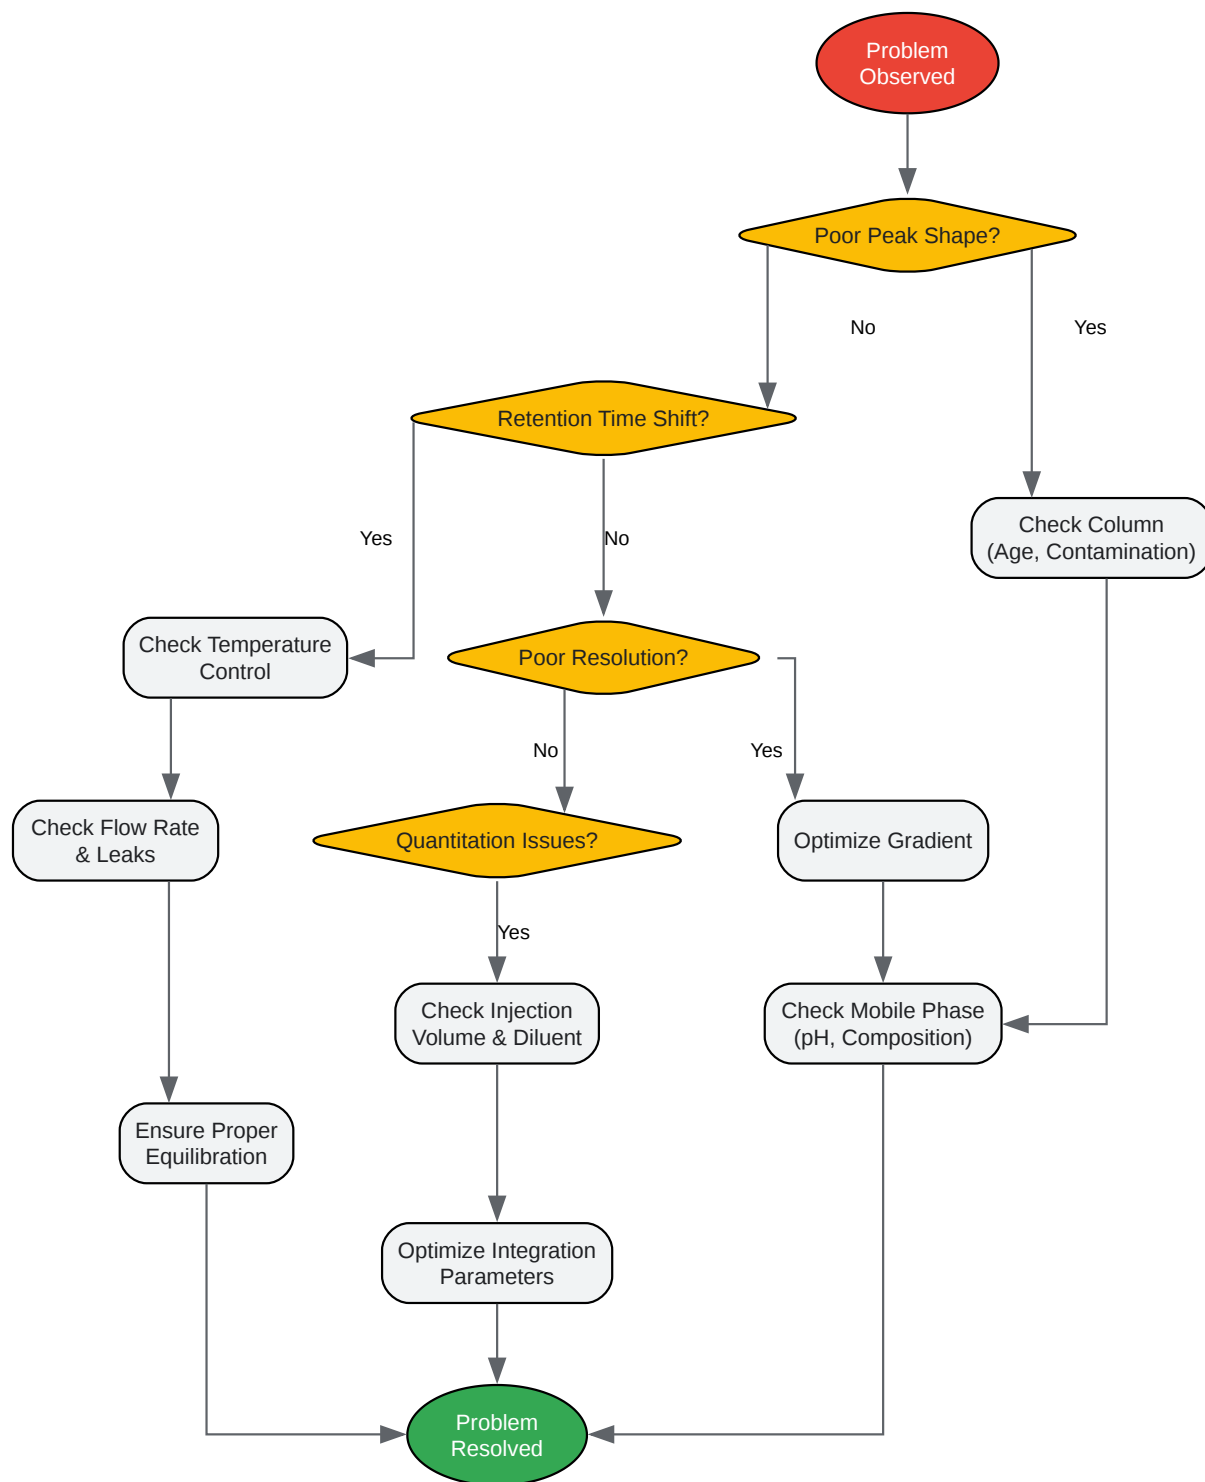 Problem
Observed
Poor Peak Shape?
No
Yes
Retention Time Shift?
Yes
No
Check Column
(Age, Contamination)
Check Temperature
Control
Poor Resolution?
No
Yes
Check Flow Rate
& Leaks
Quantitation Issues?
Optimize Gradient
Yes
Check Injection
Volume & Diluent
Check Mobile Phase
(pH, Composition)
Ensure Proper
Equilibration
Optimize Integration
Parameters
Problem
Resolved